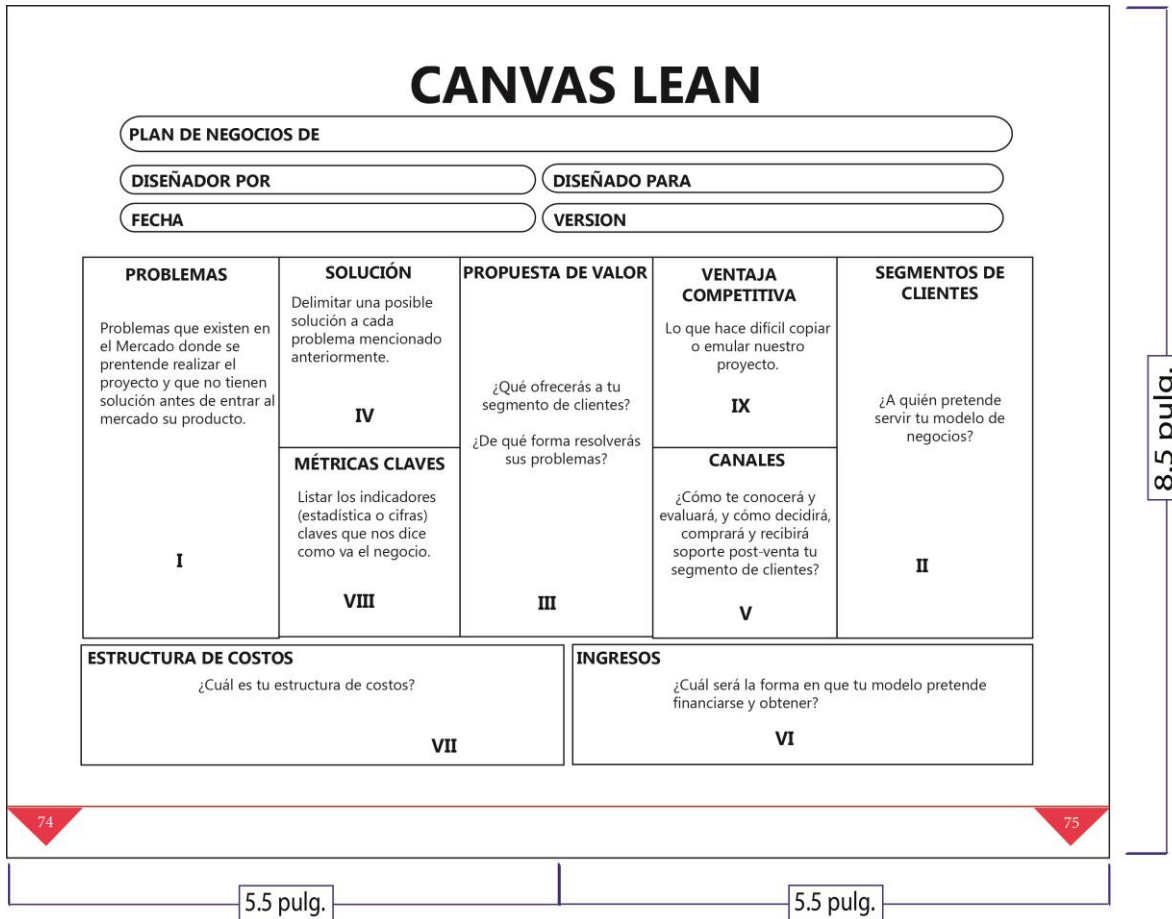 CANVAS LEAN
PLAN DE NEGOCIOS DE
DISEÑADOR POR
DISEÑADO PARA
FECHA
VERSION
PROBLEMAS
Problemas que existen en
el Mercado donde se
prentende realizar el
proyecto y que no tienen
solución antes de entrar al
mercado su producto.
I
SOLUCIÓN
Delimitar una posible
solución a cada
problema mencionado
anteriormente.
IV
MÉTRICAS CLAVES
Listar los indicadores
(estadística o cifras)
claves que nos dice
como va el negocio.
VIII
PROPUESTA DE VALOR
¿Qué ofrecerás a tu
segmento de clientes?
¿De qué forma resolverás
sus problemas?
III
VENTAJA
COMPETITIVA
Lo que hace difícil copiar
o emular nuestro
proyecto.
IX
CANALES
¿Cómo te conocerá y
evaluará, y cómo decidirá,
comprará y recibirá
soporte post-venta tu
segmento de clientes?
V
SEGMENTOS DE
CLIENTES
¿A quién pretende
servir tu modelo de
negocios?
II
ESTRUCTURA DE COSTOS
¿Cuál es tu estructura de costos?
VII
INGRESOS
¿Cuál será la forma en que tu modelo pretende
financiarse y obtener?
VI
74
75
5.5 pulg.
5.5 pulg.
8.5 pulg.